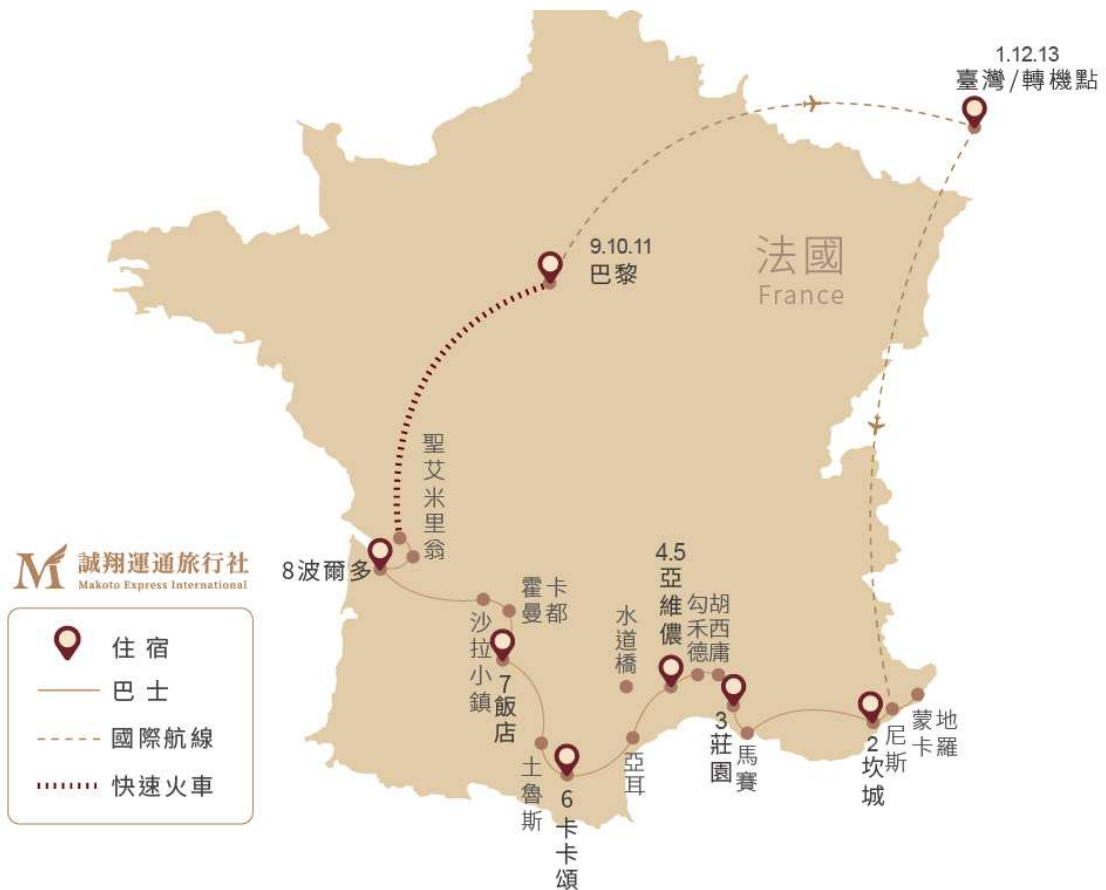 1.12.13
臺灣/轉機點
9.10.11
巴黎
法國
France
聖艾米里翁
8波爾多
霍曼
卡都
沙拉小鎮
7飯店
土魯斯
6卡卡頌
亞耳
水道橋
4.5
亞維儂
勾禾德
胡西庸
3莊園
馬賽
2坎城
尼斯
蒙卡
地羅
M 誠翔運通旅行社
Makoto Express International
住宿
巴士
國際航線
快速火車